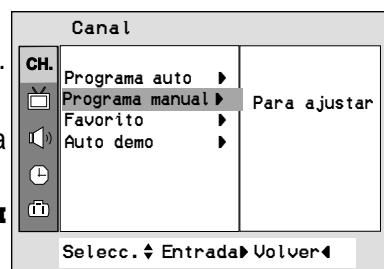 Canal
CH.
Programa auto ▶
Programa manual ▶
Favorito ▶
Auto demo ▶
Para ajustar
Selecc.▲▼ Entrada▶ Volver◀
a